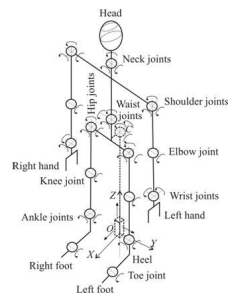 Head
Neck joints
Hip joints
Waist
joints
Shoulder joints
Elbow joint
Right hand
Knee joint
Z
Wrist joints
Left hand
Ankle joints
O
X
Y
Right foot
Heel
Toe joint
Left foot